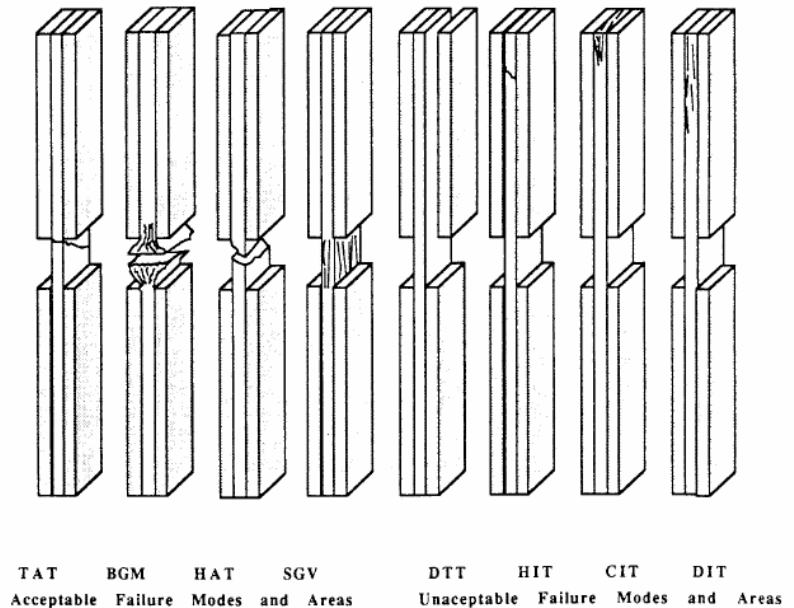 TAT BGM HAT SGV DTT HIT CIT DIT
Acceptable Failure Modes and Areas Unaceptable Failure Modes and Areas